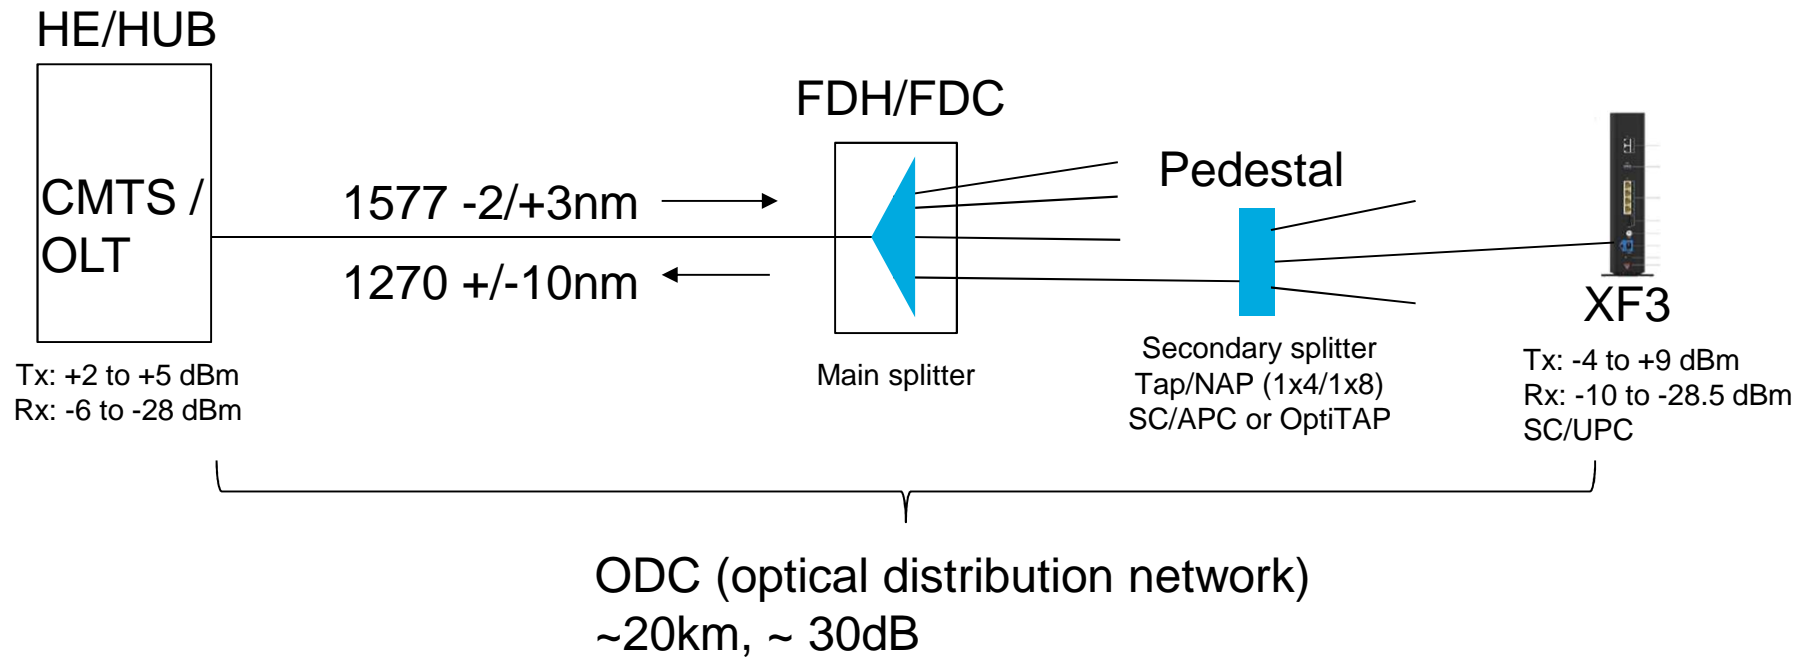 HE/HUB
CMTS /
OLT
Tx: +2 to +5 dBm
Rx: -6 to -28 dBm
1577 -2/+3nm
1270 +/-10nm
FDH/FDC
Main splitter
Pedestal
Secondary splitter
Tap/NAP (1x4/1x8)
SC/APC or OptiTAP
XF3
Tx: -4 to +9 dBm
Rx: -10 to -28.5 dBm
SC/UPC
ODC (optical distribution network)
~20km, ~ 30dB